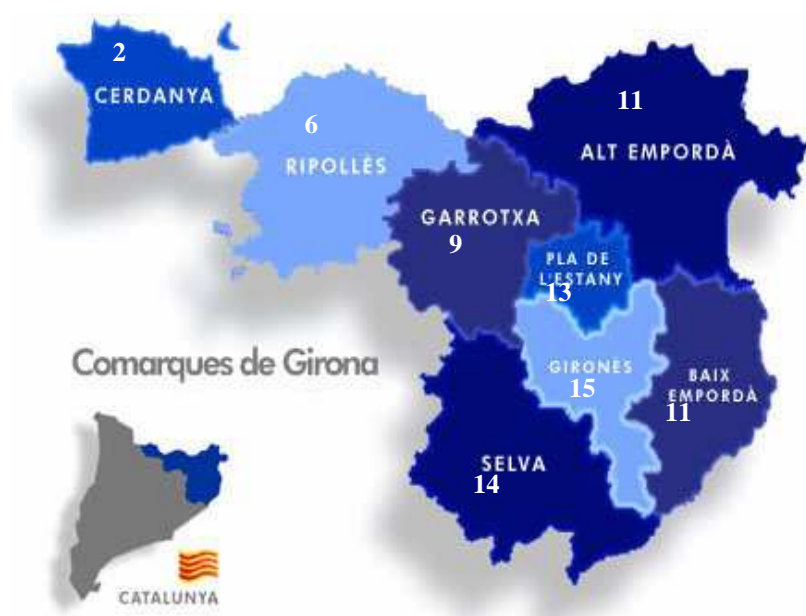 2
CERDANYA
6
RIPOLLÈS
11
ALT EMPORDÀ
GARROTXA
9
PLA DE
L'ESTANY
13
Comarques de Girona
GIRONÈS
15
BAIX
EMPORDÀ
11
SELVA
14
CATALUNYA